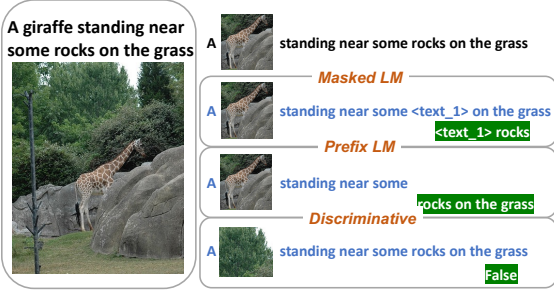 A giraffe standing near
some rocks on the grass
A standing near some rocks on the grass
Masked LM
A standing near some <text_1> on the grass
<text_1> rocks
Prefix LM
A standing near some
rocks on the grass
Discriminative
A standing near some rocks on the grass
False